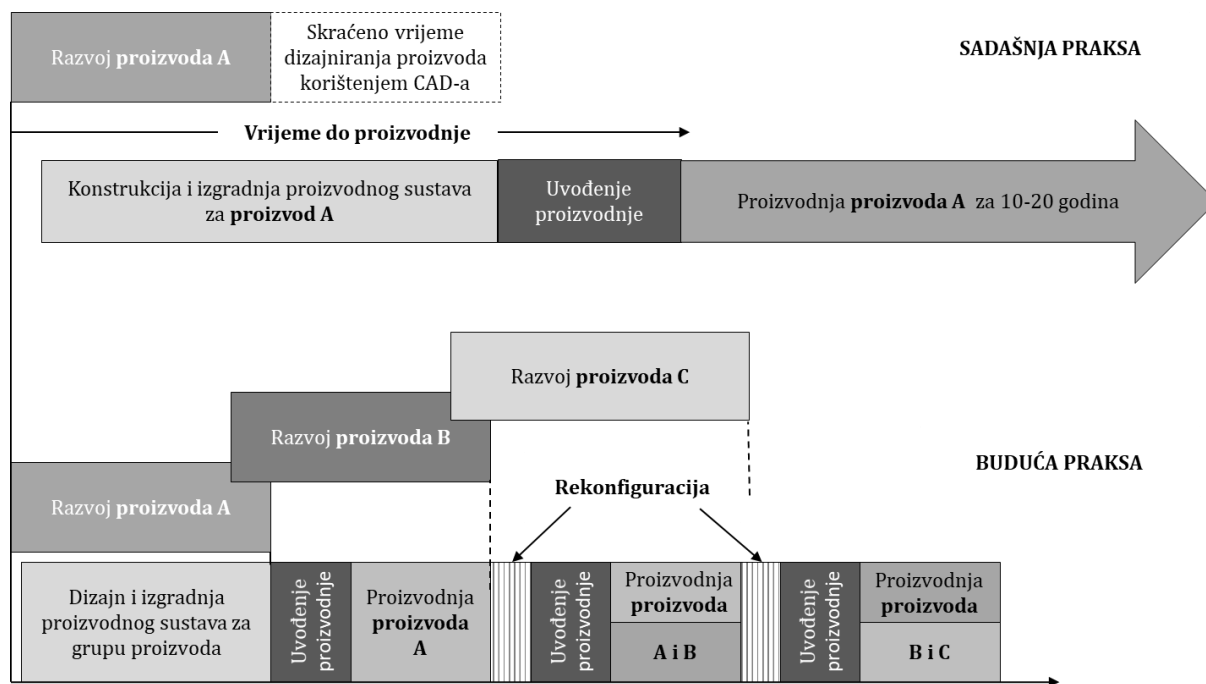 Razvoj proizvoda A
Skraćeno vrijeme
dizajniranja proizvoda
korištenjem CAD-a
SADAŠNJA PRAKSA
Vrijeme do proizvodnje
Konstrukcija i izgradnja proizvodnog sustava
za proizvod A
Uvođenje
proizvodnje
Proizvodnja proizvoda A za 10-20 godina
Razvoj proizvoda C
Razvoj proizvoda B
BUDUĆA PRAKSA
Razvoj proizvoda A
Rekonfiguracija
Dizajn i izgradnja
proizvodnog sustava za
grupu proizvoda
Uvođenje
proizvodnje
Proizvodnja
proizvoda
A
Uvođenje
proizvodnje
Proizvodnja
proizvoda
A i B
Uvođenje
proizvodnje
Proizvodnja
proizvoda
B i C